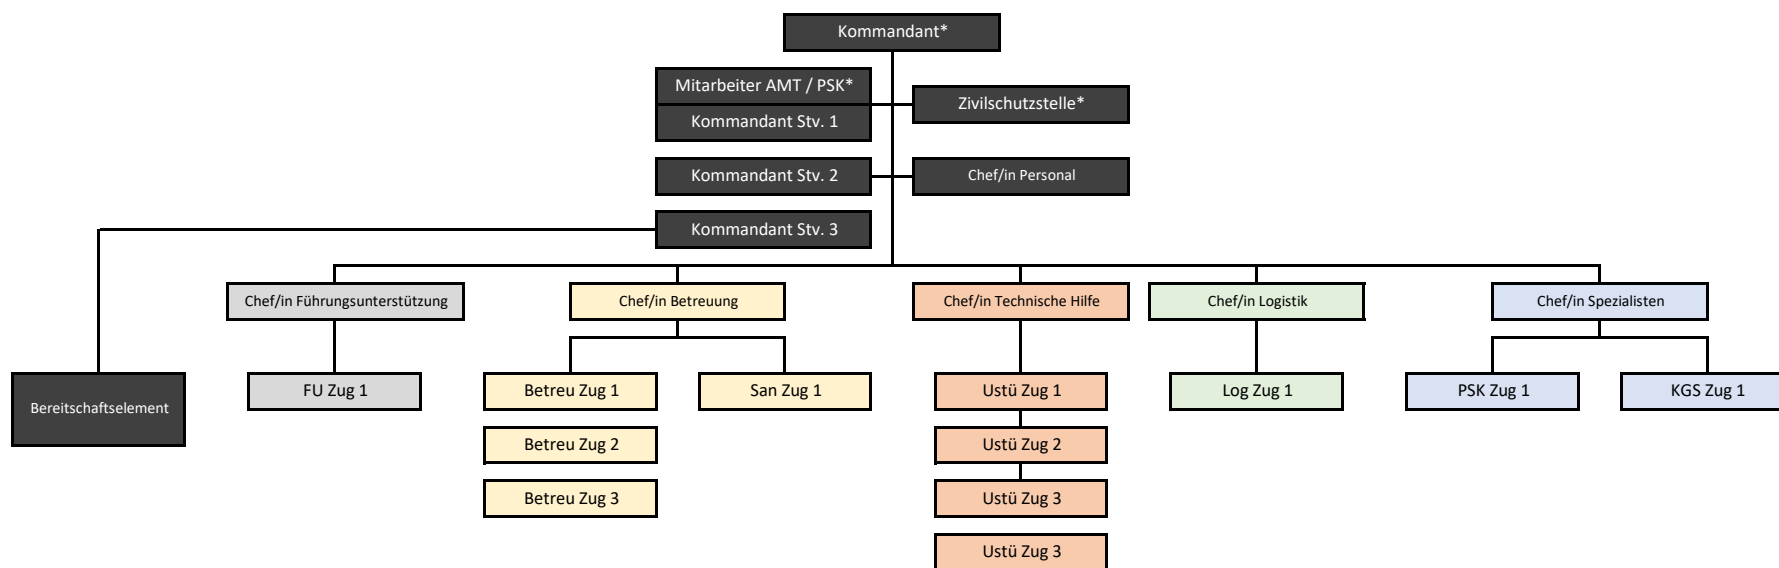 Kommandant*
Mitarbeiter AMT / PSK*
Zivilschutzstelle*
Kommandant Stv. 1
Kommandant Stv. 2
Chef/in Personal
Kommandant Stv. 3
Chef/in Führungsunterstützung
Chef/in Betreuung
Chef/in Technische Hilfe
Chef/in Logistik
Chef/in Spezialisten
Bereitschaftselement
FU Zug 1
Betreu Zug 1
San Zug 1
Ustü Zug 1
Log Zug 1
PSK Zug 1
KGS Zug 1
Betreu Zug 2
Ustü Zug 2
Betreu Zug 3
Ustü Zug 3
Ustü Zug 3